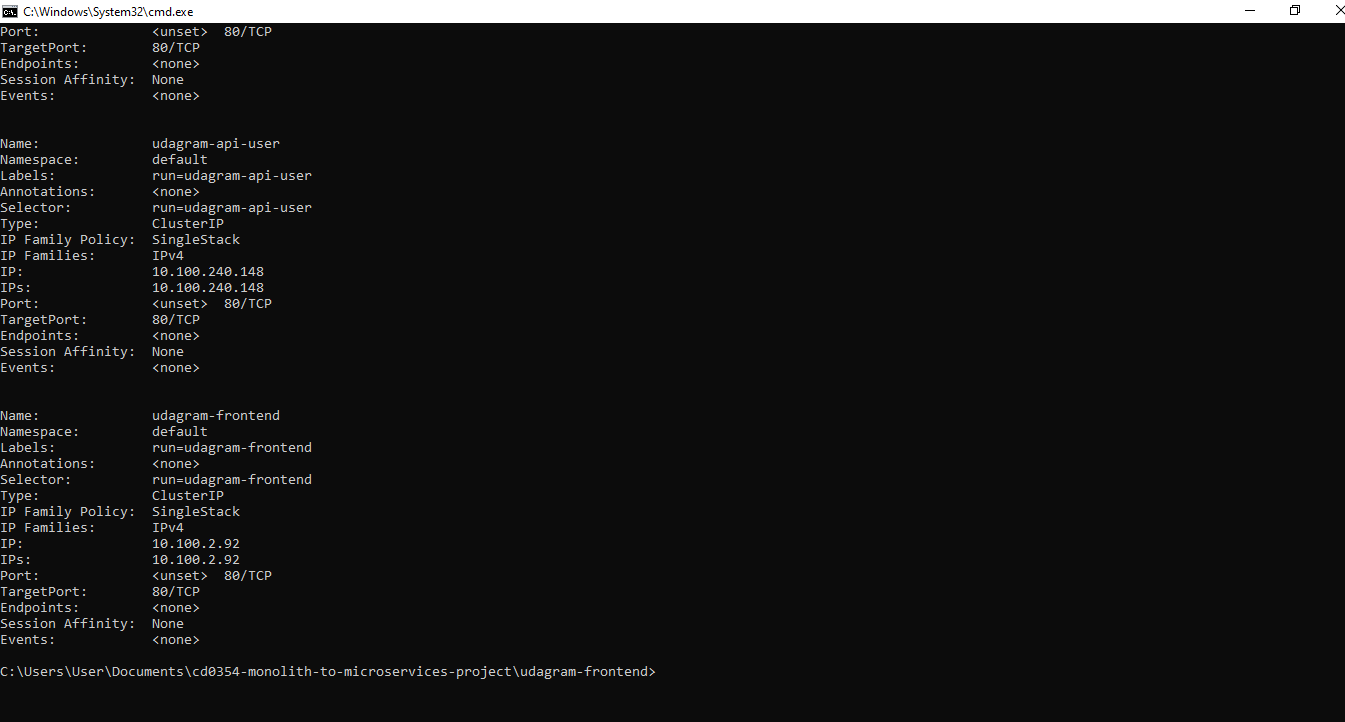 C:\Windows\System32\cmd.exe
Port:              <unset>  80/TCP
TargetPort:        80/TCP
Endpoints:         <none>
Session Affinity:  None
Events:            <none>
Name:              udagram-api-user
Namespace:         default
Labels:            run=udagram-api-user
Annotations:       <none>
Selector:          run=udagram-api-user
Type:              ClusterIP
IP Family Policy:  SingleStack
IP Families:       IPv4
IP:                10.100.240.148
IPs:               10.100.240.148
Port:              <unset>  80/TCP
TargetPort:        80/TCP
Endpoints:         <none>
Session Affinity:  None
Events:            <none>
Name:              udagram-frontend
Namespace:         default
Labels:            run=udagram-frontend
Annotations:       <none>
Selector:          run=udagram-frontend
Type:              ClusterIP
IP Family Policy:  SingleStack
IP Families:       IPv4
IP:                10.100.2.92
IPs:               10.100.2.92
Port:              <unset>  80/TCP
TargetPort:        80/TCP
Endpoints:         <none>
Session Affinity:  None
Events:            <none>
C:\Users\User\Documents\cd0354-monolith-to-microservices-project\udagram-frontend>